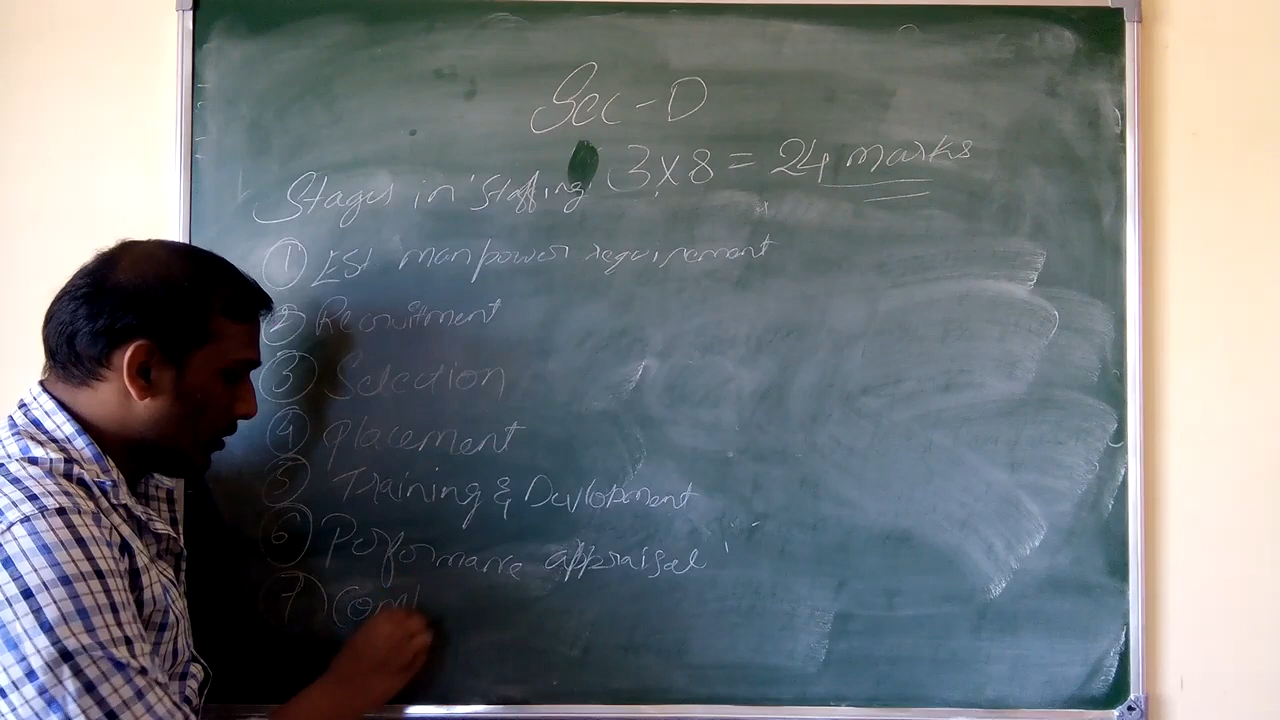 Sec-D
3x8 = 24 marks
Stages in Staffing
① Est manpower requirement
② Recruitment
③ Selection
④ Placement
⑤ Training & Devlopment
⑥ Performance appraisal
⑦ Com